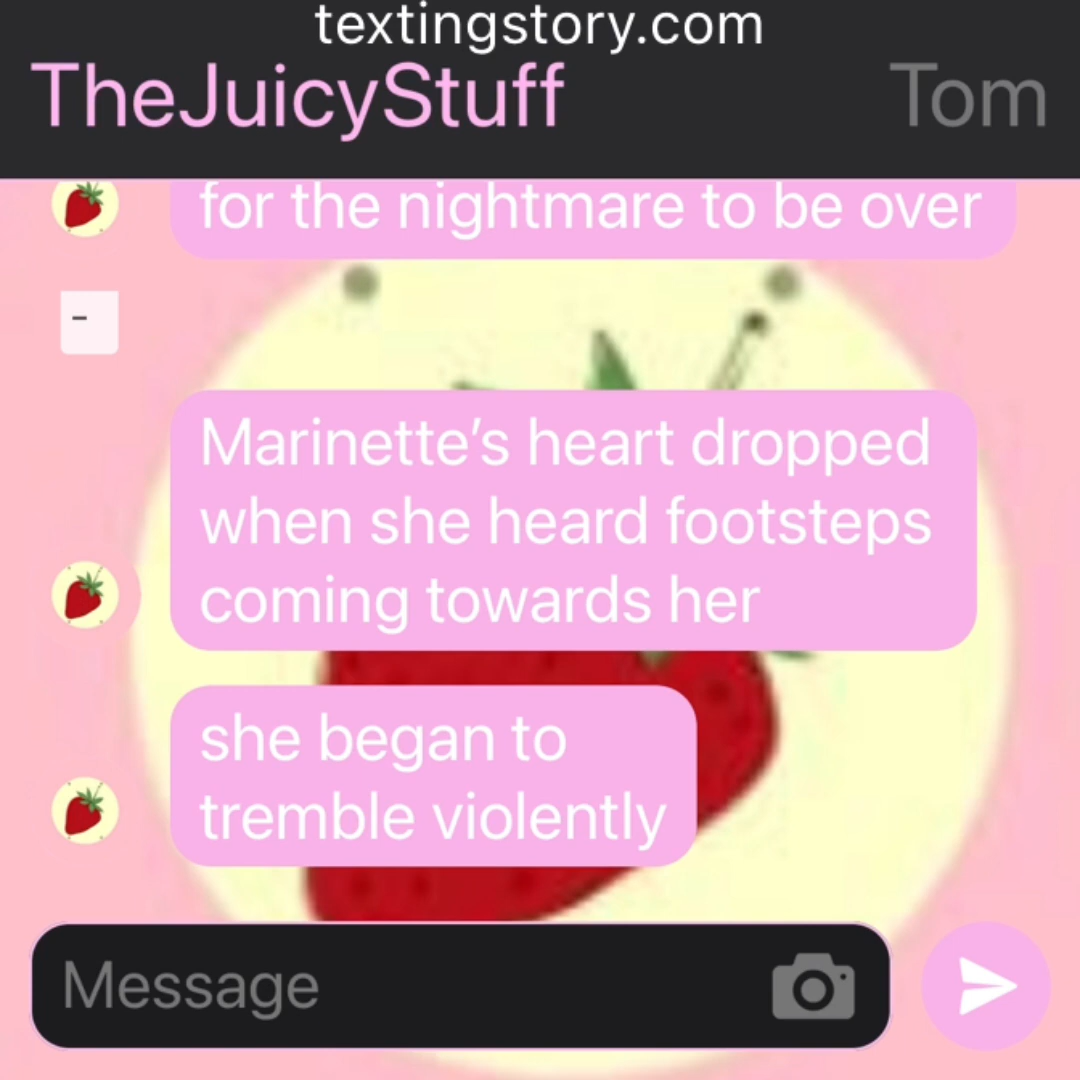 textingstory.com
TheJuicyStuff Tom
for the nightmare to be over
-
Marinette’s heart dropped
when she heard footsteps
coming towards her
she began to
tremble violently
Message